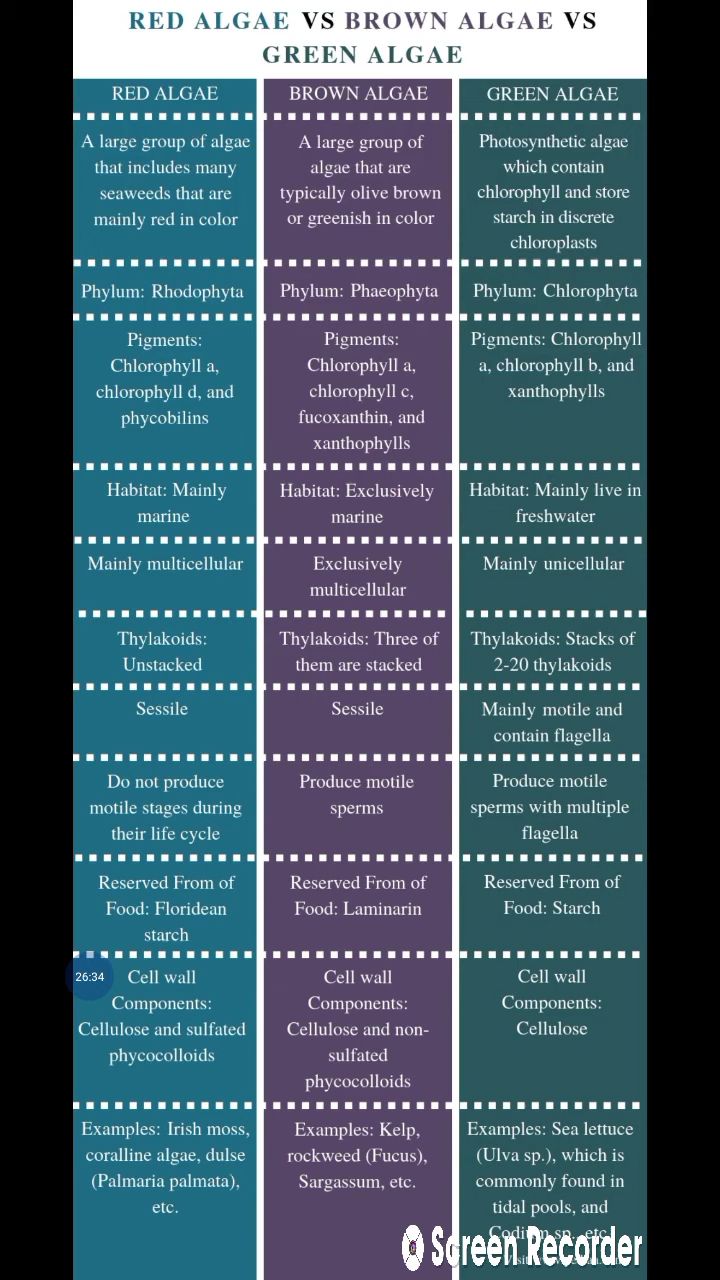 RED ALGAE VS BROWN ALGAE VS
GREEN ALGAE
RED ALGAE
BROWN ALGAE
GREEN ALGAE
A large group of algae
that includes many
seaweeds that are
mainly red in color
A large group of
algae that are
typically olive brown
or greenish in color
Photosynthetic algae
which contain
chlorophyll and store
starch in discrete
chloroplasts
Phylum: Rhodophyta
Phylum: Phaeophyta
Phylum: Chlorophyta
Pigments:
Chlorophyll a,
chlorophyll d, and
phycobilins
Pigments:
Chlorophyll a,
chlorophyll c,
fucoxanthin, and
xanthophylls
Pigments: Chlorophyll
a, chlorophyll b, and
xanthophylls
Habitat: Mainly
marine
Habitat: Exclusively
marine
Habitat: Mainly live in
freshwater
Mainly multicellular
Exclusively
multicellular
Mainly unicellular
Thylakoids:
Unstacked
Thylakoids: Three of
them are stacked
Thylakoids: Stacks of
2-20 thylakoids
Sessile
Sessile
Mainly motile and
contain flagella
Do not produce
motile stages during
their life cycle
Produce motile
sperms
Produce motile
sperms with multiple
flagella
Reserved From of
Food: Floridean
starch
Reserved From of
Food: Laminarin
Reserved From of
Food: Starch
26:34
Cell wall
Components:
Cellulose and sulfated
phycocolloids
Cell wall
Components:
Cellulose and non-
sulfated
phycocolloids
Cell wall
Components:
Cellulose
Examples: Irish moss,
coralline algae, dulse
(Palmaria palmata),
etc.
Examples: Kelp,
rockweed (Fucus),
Sargassum, etc.
Examples: Sea lettuce
(Ulva sp.), which is
commonly found in
tidal pools, and
Codium sp., etc.
Screen Recorder